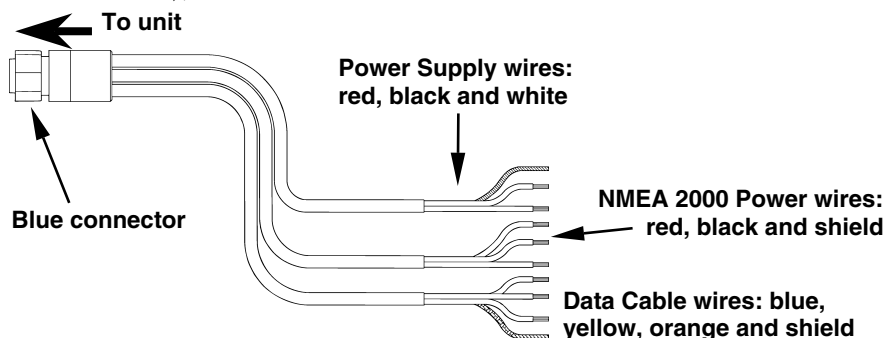 To unit
Power Supply wires:
red, black and white
Blue connector
NMEA 2000 Power wires:
red, black and shield
Data Cable wires: blue,
yellow, orange and shield